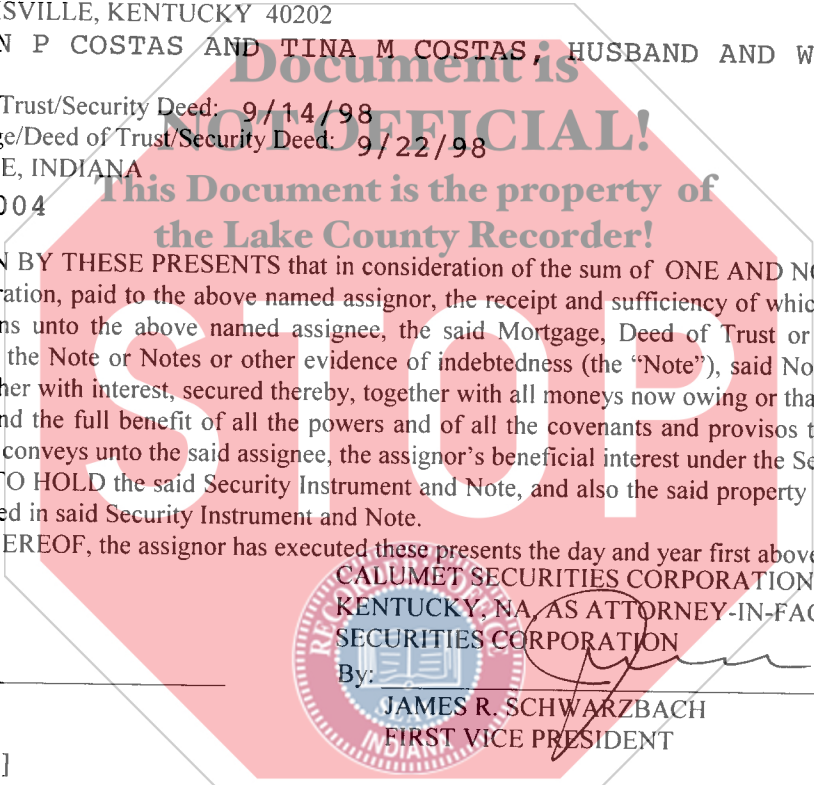 SVILLE, KENTUCKY 40202
N P COSTAS AND TINA M COSTAS, HUSBAND AND W
Document is
Trust/Security Deed: 9/14/98
NOT OFFICIAL!
ge/Deed of Trust/Security Deed: 9/22/98
E, INDIANA
This Document is the property of
004
the Lake County Recorder!
N BY THESE PRESENTS that in consideration of the sum of ONE AND NO
ration, paid to the above named assignor, the receipt and sufficiency of whic
ns unto the above named assignee, the said Mortgage, Deed of Trust or
the Note or Notes or other evidence of indebtedness (the “Note”), said No
her with interest, secured thereby, together with all moneys now owing or tha
nd the full benefit of all the powers and of all the covenants and provisos t
conveys unto the said assignee, the assignor's beneficial interest under the Se
TO HOLD the said Security Instrument and Note, and also the said property
ed in said Security Instrument and Note.
STOP
EREOF, the assignor has executed these presents the day and year first above
CALUMET SECURITIES CORPORATION
KENTUCKY, NA, AS ATTORNEY-IN-FAC
SECURITIES CORPORATION
By:
JAMES R. SCHWARZBACH
FIRST VICE PRESIDENT
RECORDER OFFICE
SEAL
INDIANA
]